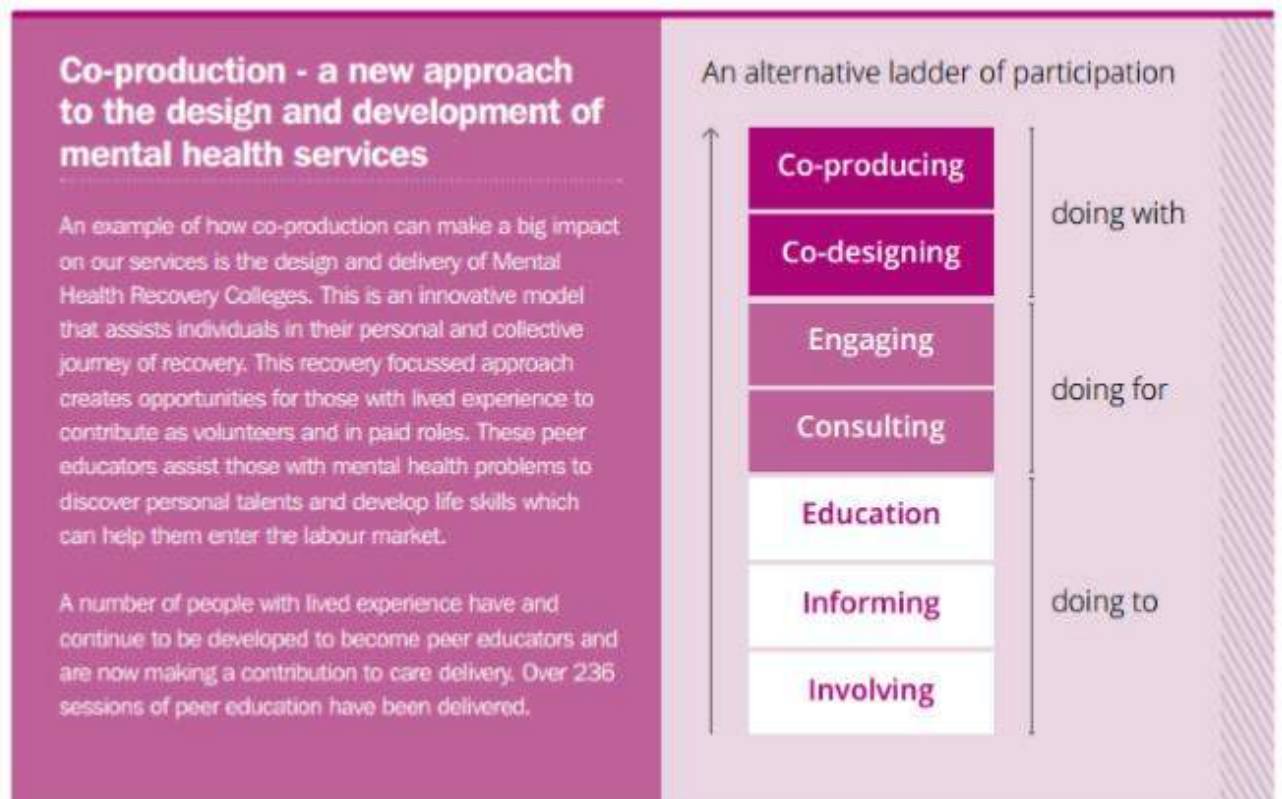 Co-production - a new approach
to the design and development of
mental health services
An example of how co-production can make a big impact
on our services is the design and delivery of Mental
Health Recovery Colleges. This is an innovative model
that assists individuals in their personal and collective
journey of recovery. This recovery focussed approach
creates opportunities for those with lived experience to
contribute as volunteers and in paid roles. These peer
educators assist those with mental health problems to
discover personal talents and develop life skills which
can help them enter the labour market.
A number of people with lived experience have and
continue to be developed to become peer educators and
are now making a contribution to care delivery. Over 236
sessions of peer education have been delivered.
An alternative ladder of participation
Co-producing
Co-designing
doing with
Engaging
Consulting
doing for
Education
Informing
Involving
doing to